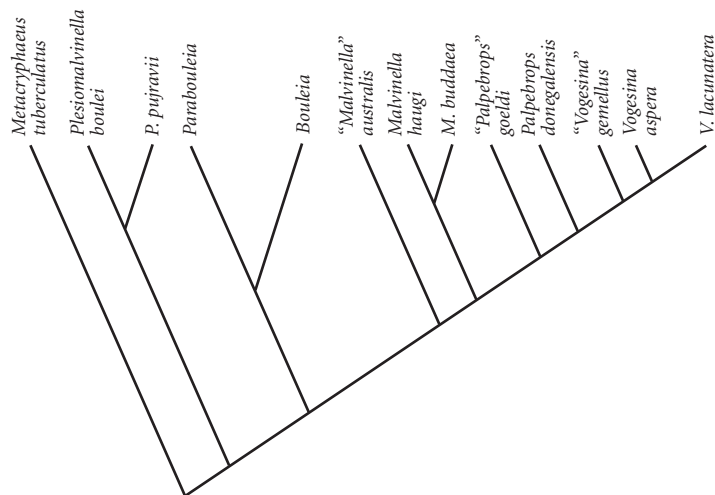 Metacryphaeus
tuberculatus
Plesiomalvinella
boulei
P. pujravii
Parabouleia
Bouleia
“Malvinella”
australis
Malvinella
haugi
M. buddaea
“Palpebrops”
goeldi
Palpebrops
donegalensis
“Vogesina”
gemellus
Vogesina
aspera
V. lacunatera